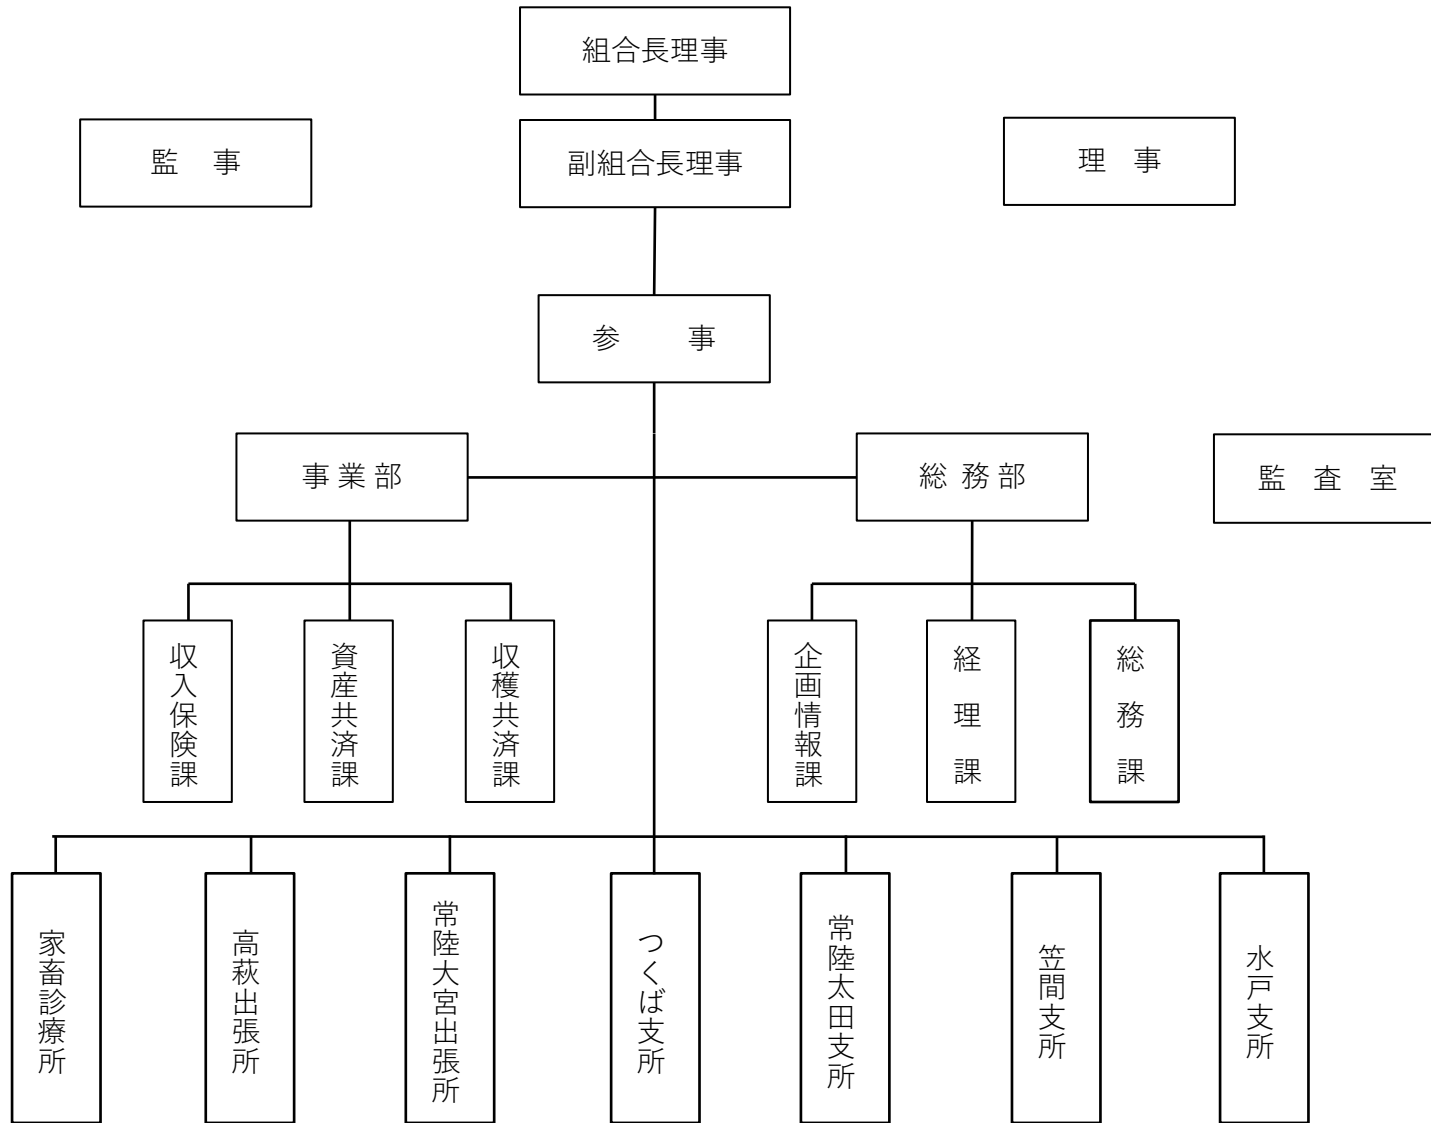 組合長理事
監　事
副組合長理事
理　事
参　　事
事業部
総務部
監　査　室
収入保険課
資産共済課
収穫共済課
企画情報課
経理課
総務課
家畜診療所
高萩出張所
常陸大宮出張所
つくば支所
常陸太田支所
笠間支所
水戸支所